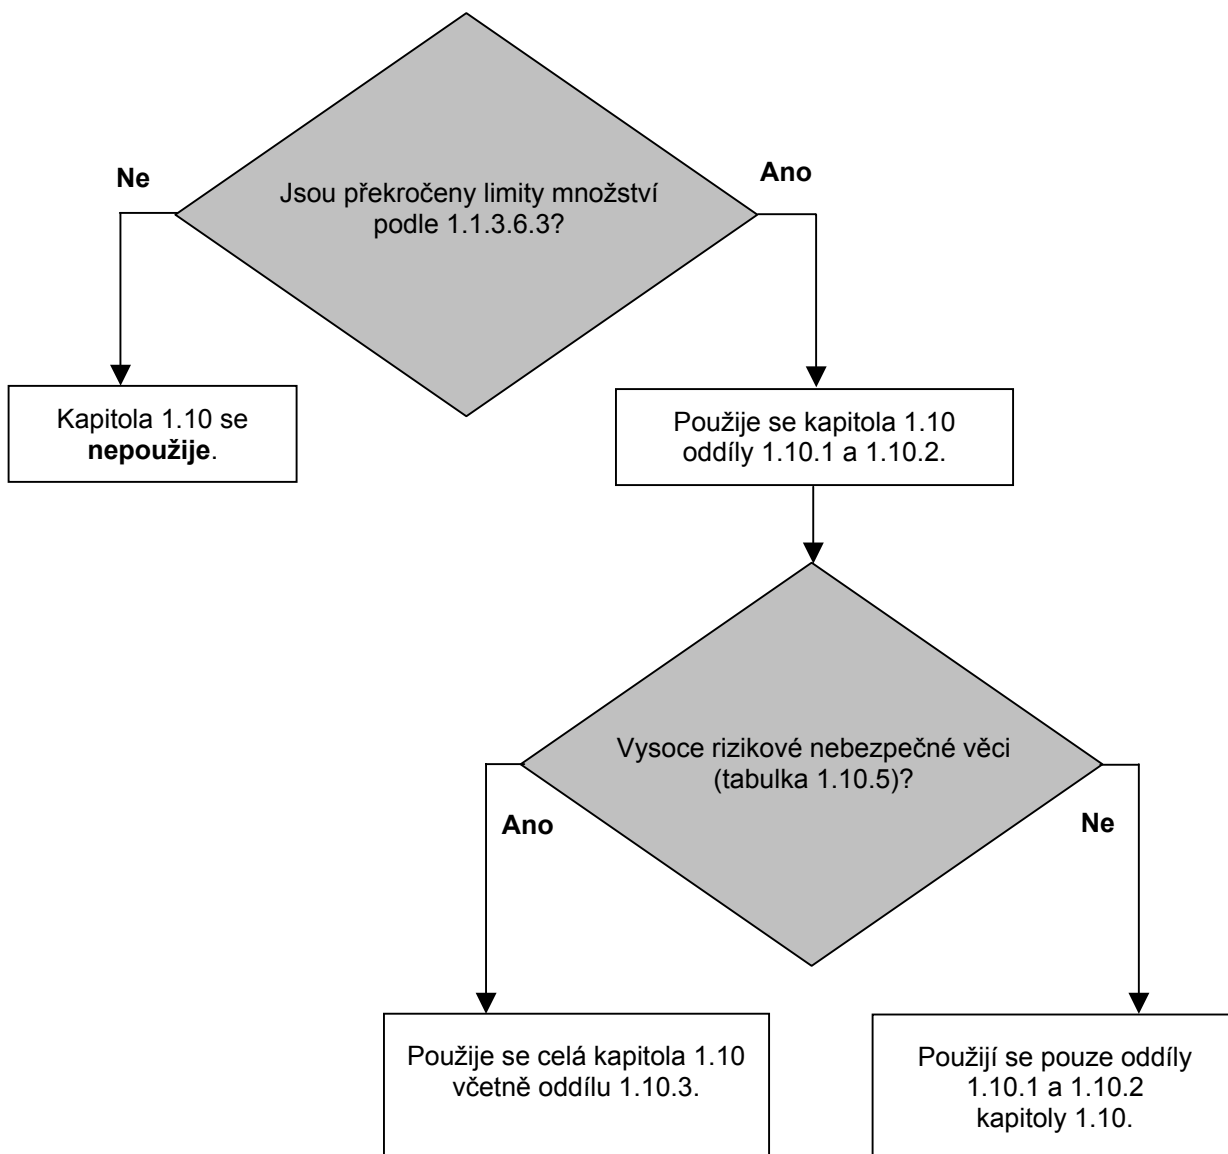 Ne
Ano
Jsou překročeny limity množství
podle 1.1.3.6.3?
Kapitola 1.10 se
nepoužije.
Použije se kapitola 1.10
oddíly 1.10.1 a 1.10.2.
Vysoce rizikové nebezpečné věci
(tabulka 1.10.5)?
Ano
Ne
Použije se celá kapitola 1.10
včetně oddílu 1.10.3.
Použijí se pouze oddíly
1.10.1 a 1.10.2
kapitoly 1.10.